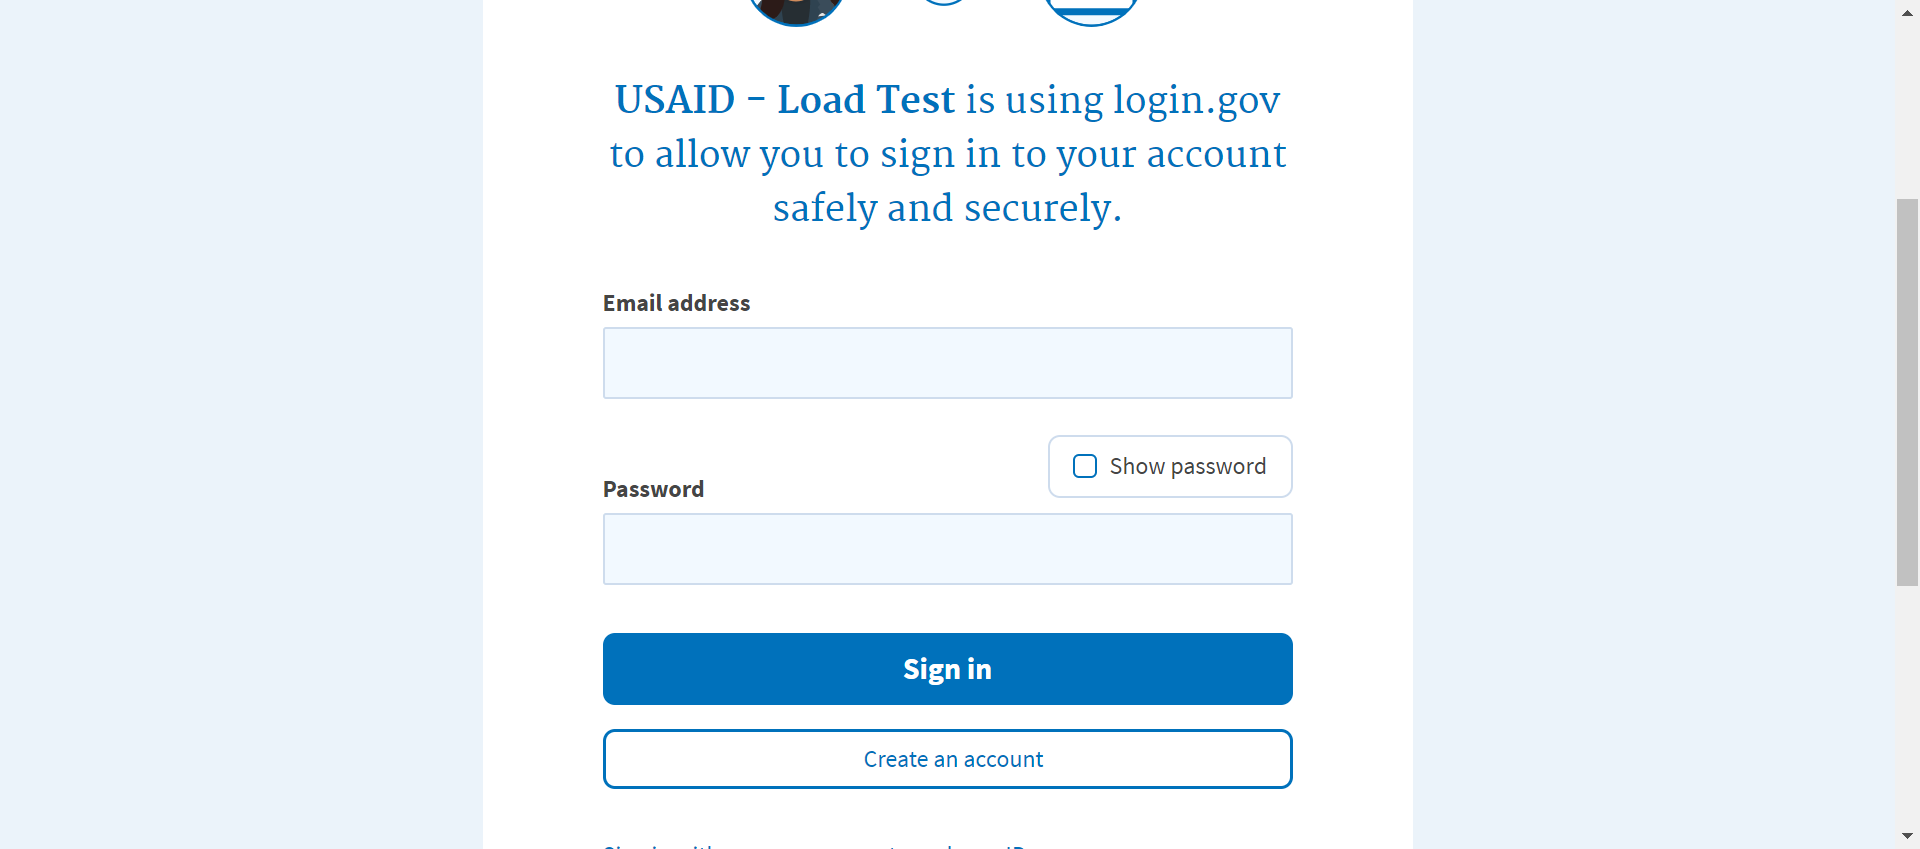 USAID - Load Test is using login.gov
to allow you to sign in to your account
safely and securely.
Email address
Show password
Password
Sign in
Create an account